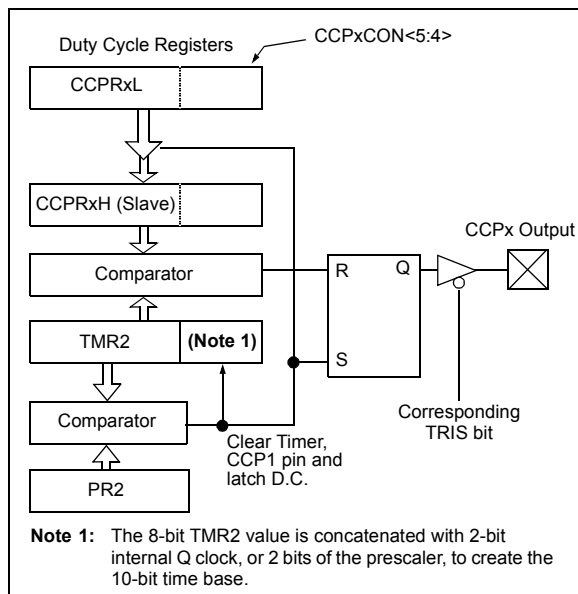 Duty Cycle Registers
CCPxCON<5:4>
CCPRxL
CCPRxH (Slave)
CCPx Output
Comparator
R
Q
TMR2
(Note 1)
S
Comparator
Clear Timer,
CCP1 pin and
latch D.C.
Corresponding
TRIS bit
PR2
Note 1: The 8-bit TMR2 value is concatenated with 2-bit
internal Q clock, or 2 bits of the prescaler, to create the
10-bit time base.